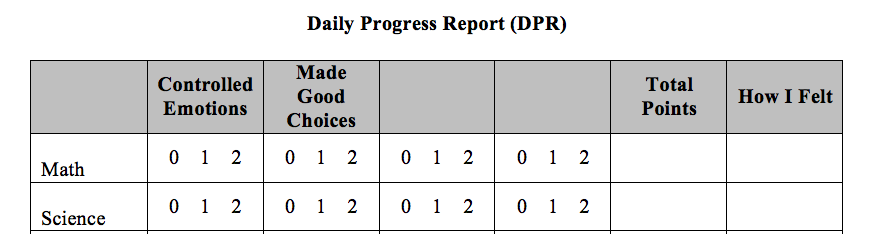 Daily Progress Report (DPR)
Controlled Emotions Made Good Choices Total Points How I Felt
Math 0 1 2 0 1 2 0 1 2 0 1 2
Science 0 1 2 0 1 2 0 1 2 0 1 2